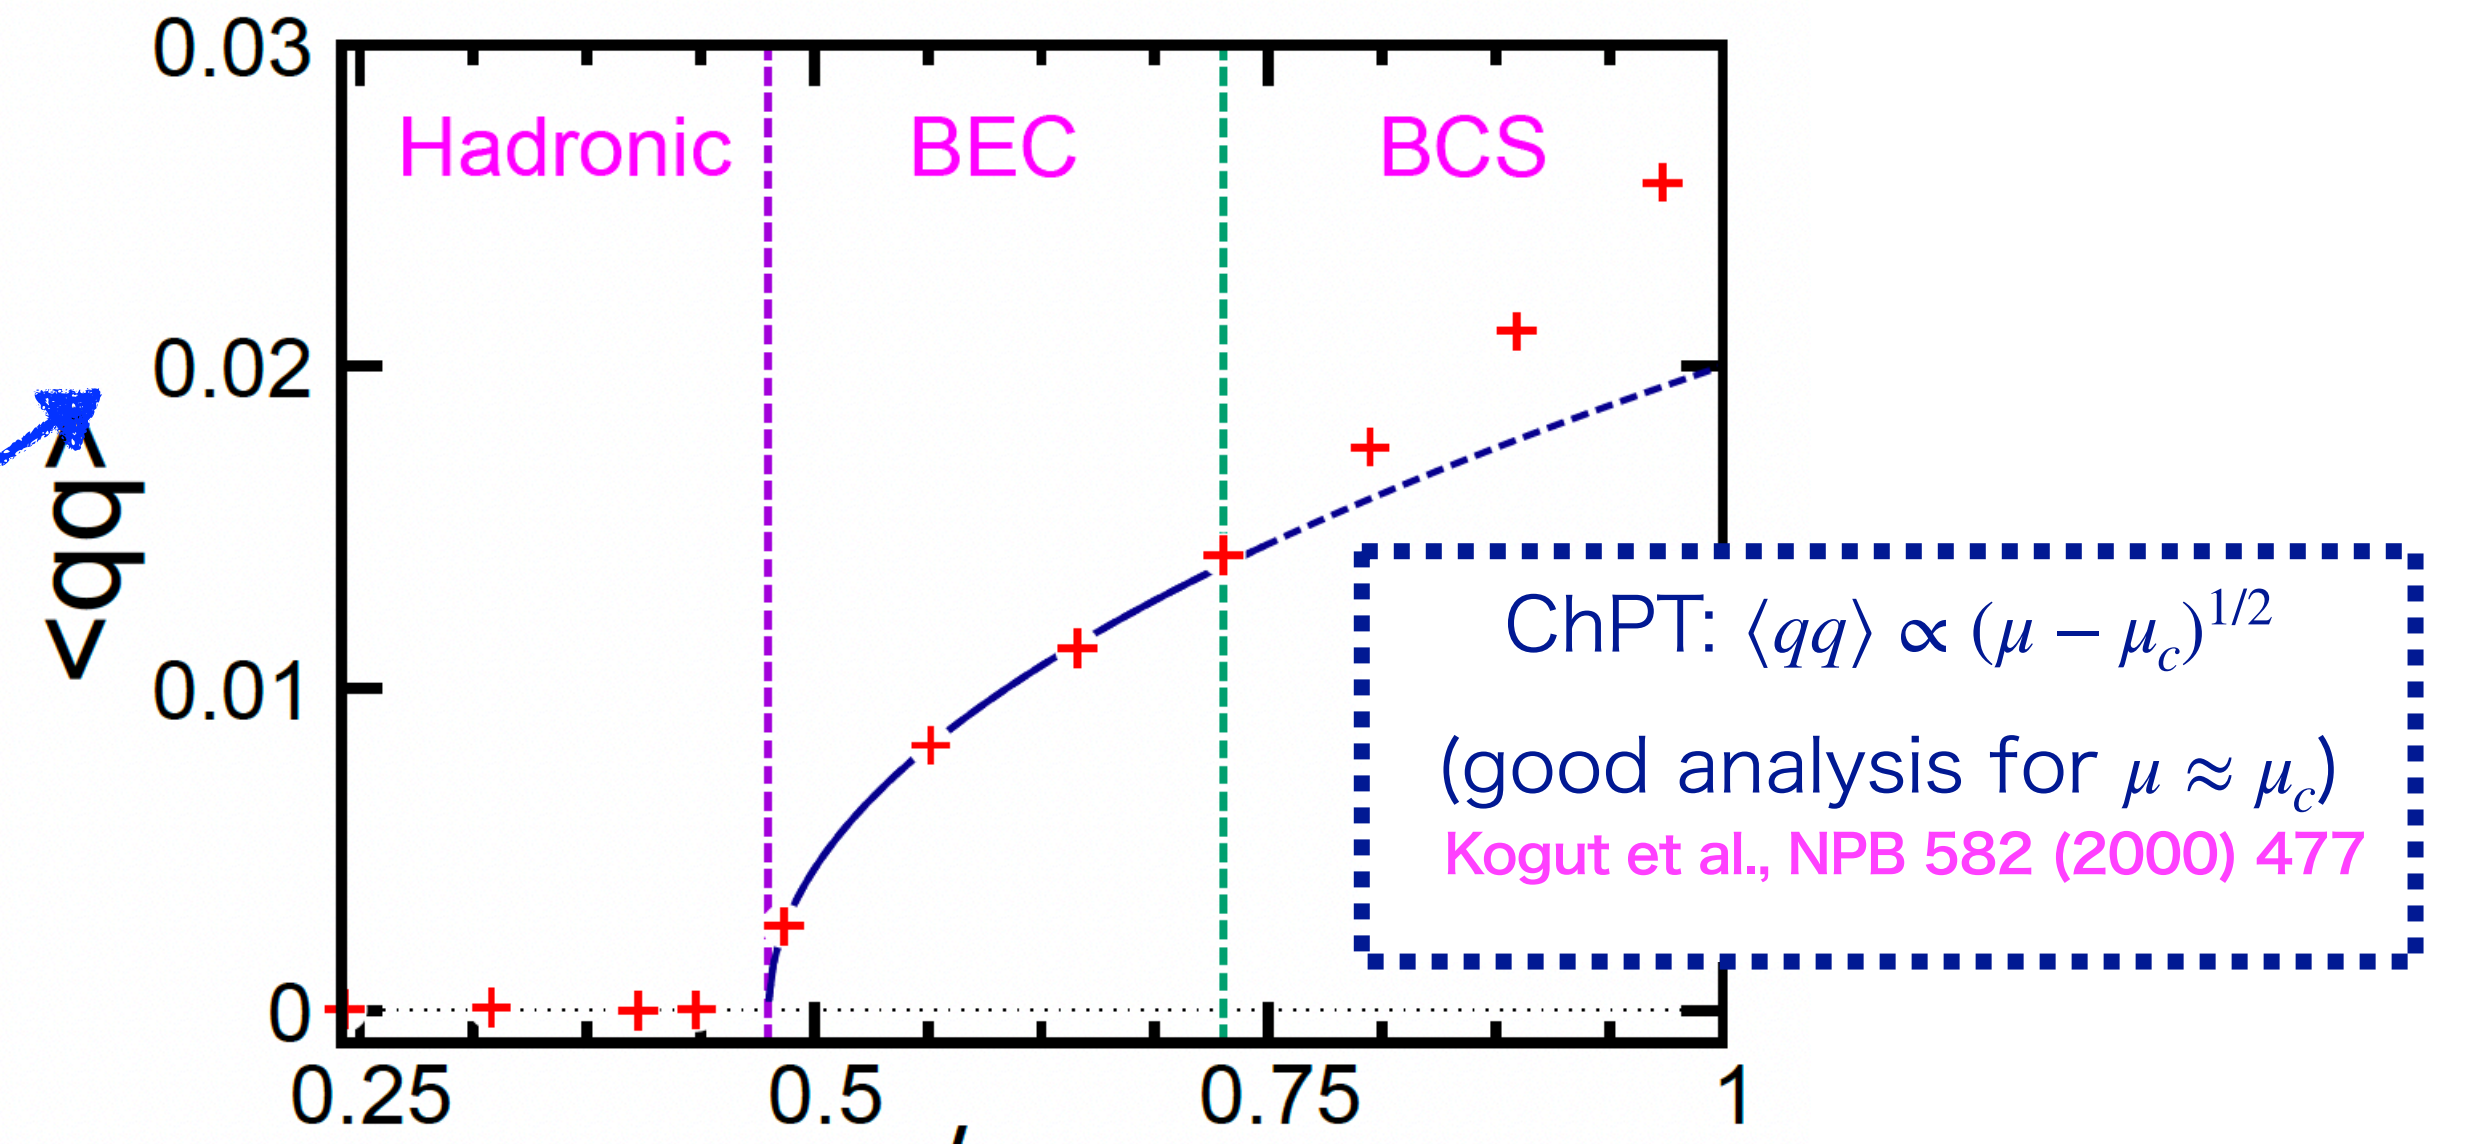 0.03
Hadronic
BEC
BCS
0.02
<qq>
0.01
0
0.25
0.5
0.75
1
ChPT: ⟨qq⟩ ∝ (μ − μc)^1/2
(good analysis for μ ≈ μc)
Kogut et al., NPB 582 (2000) 477